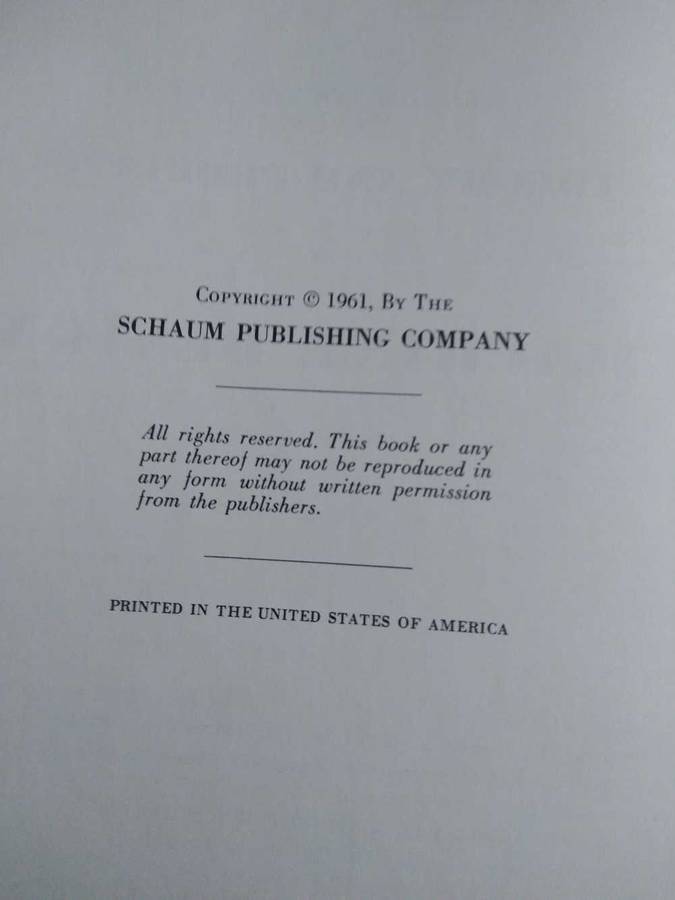 Copyright © 1961, By The
SCHAUM PUBLISHING COMPANY
All rights reserved. This book or any
part thereof may not be reproduced in
any form without written permission
from the publishers.
PRINTED IN THE UNITED STATES OF AMERICA